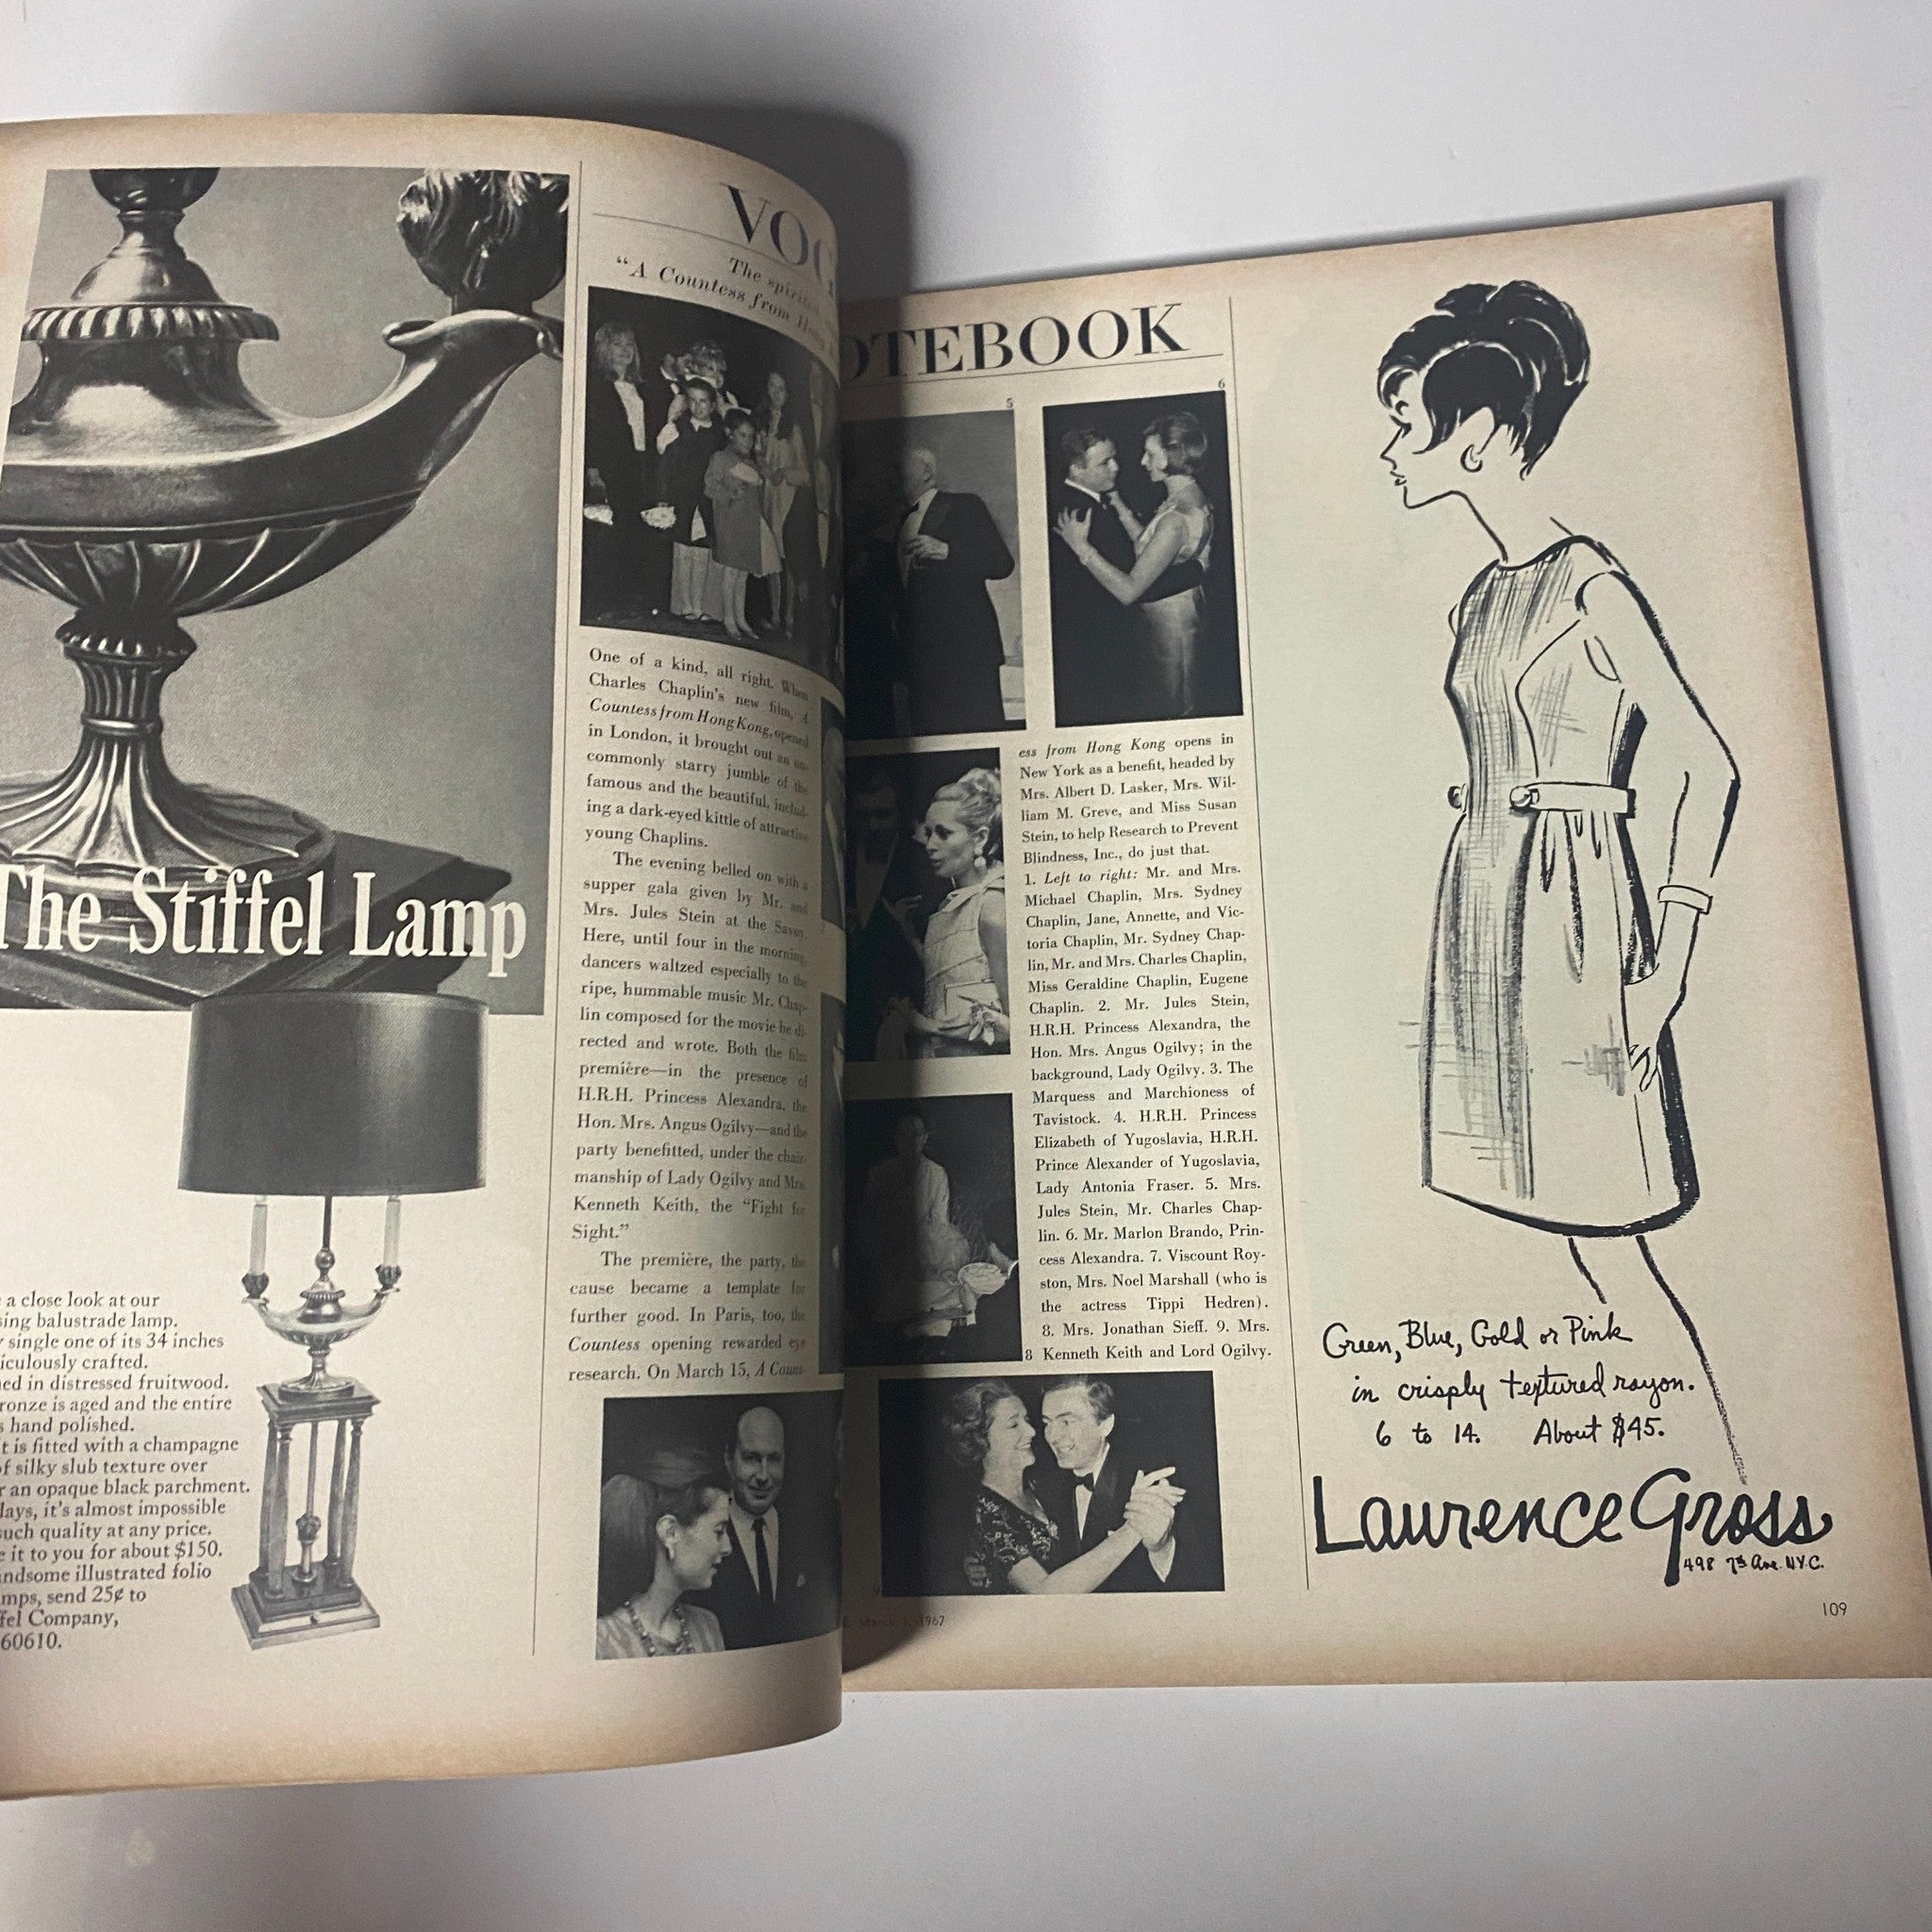 The Stiffel Lamp
a close look at our
sing balustrade lamp.
single one of its 34 inches
iculously crafted.
ed in distressed fruitwood.
ronze is aged and the entire
s hand polished.
t is fitted with a champagne
of silky slub texture over
r an opaque black parchment.
lays, it's almost impossible
such quality at any price.
e it to you for about $150.
ndsome illustrated folio
mps, send 25¢ to
fel Company,
60610.
VOG
The spirit
“A Countess from Hon
One of a kind, all right. When
Charles Chaplin's new film, A
Countess from Hong Kong, opened
in London, it brought out an un-
commonly starry jumble of the
famous and the beautiful, includ-
ing a dark-eyed kittle of attractive
young Chaplins.
The evening belled on with a
supper gala given by Mr. and
Mrs. Jules Stein at the Savoy.
Here, until four in the morning,
dancers waltzed especially to the
ripe, hummable music Mr. Chap-
lin composed for the movie he di-
rected and wrote. Both the film
première—in the presence of
H.R.H. Princess Alexandra, the
Hon. Mrs. Angus Ogilvy—and the
party benefitted, under the chair-
manship of Lady Ogilvy and Mrs.
Kenneth Keith, the “Fight for
Sight.”
The première, the party, the
cause became a template for
further good. In Paris, too, the
Countess opening rewarded eye
research. On March 15, A Count-
OTEBOOK
5
6
ess from Hong Kong opens in
New York as a benefit, headed by
Mrs. Albert D. Lasker, Mrs. Wil-
liam M. Greve, and Miss Susan
Stein, to help Research to Prevent
Blindness, Inc., do just that.
1. Left to right: Mr. and Mrs.
Michael Chaplin, Mrs. Sydney
Chaplin, Jane, Annette, and Vic-
toria Chaplin, Mr. Sydney Chap-
lin, Mr. and Mrs. Charles Chaplin,
Miss Geraldine Chaplin, Eugene
Chaplin. 2. Mr. Jules Stein,
H.R.H. Princess Alexandra, the
Hon. Mrs. Angus Ogilvy; in the
background, Lady Ogilvy. 3. The
Marquess and Marchioness of
Tavistock. 4. H.R.H. Princess
Elizabeth of Yugoslavia, H.R.H.
Prince Alexander of Yugoslavia,
Lady Antonia Fraser. 5. Mrs.
Jules Stein, Mr. Charles Chap-
lin. 6. Mr. Marlon Brando, Prin-
cess Alexandra. 7. Viscount Roy-
ston, Mrs. Noel Marshall (who is
the actress Tippi Hedren).
8. Mrs. Jonathan Sieff. 9. Mrs.
8 Kenneth Keith and Lord Ogilvy.
9
March 1, 1967
Green, Blue, Gold or Pink
in crisply textured rayon.
6 to 14. About $45.
Laurence Gross
498 7th Ave. N.Y.C.
109